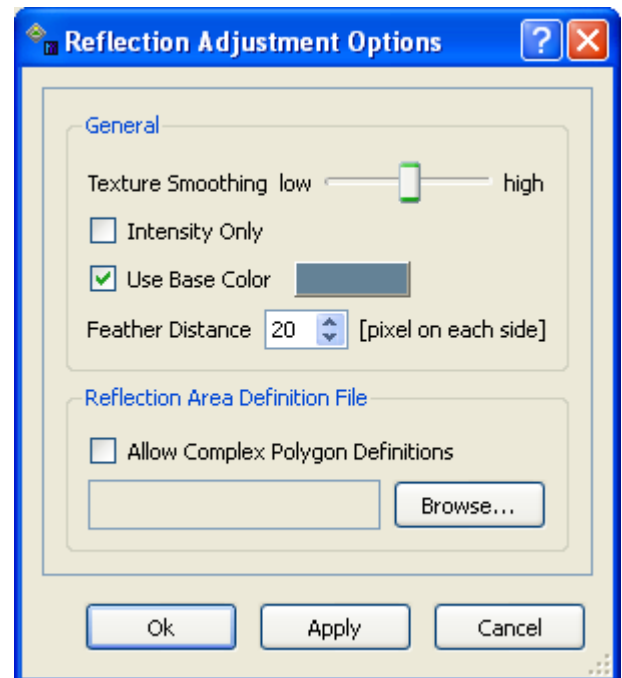 Reflection Adjustment Options
General
Texture Smoothing low high
Intensity Only
Use Base Color
Feather Distance 20 [pixel on each side]
Reflection Area Definition File
Allow Complex Polygon Definitions
Browse...
Ok Apply Cancel